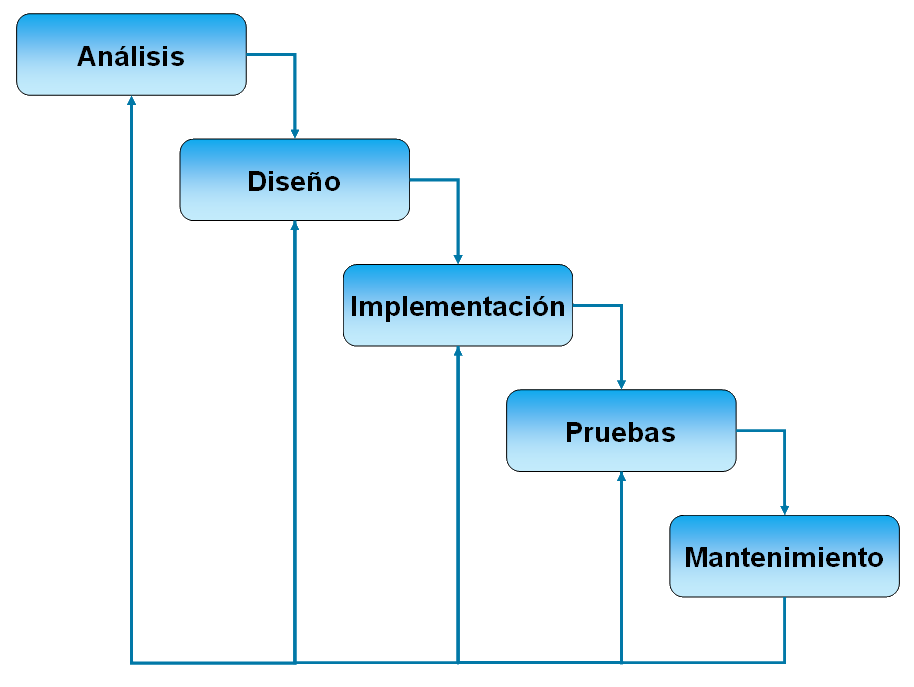 Análisis
Diseño
Implementación
Pruebas
Mantenimiento